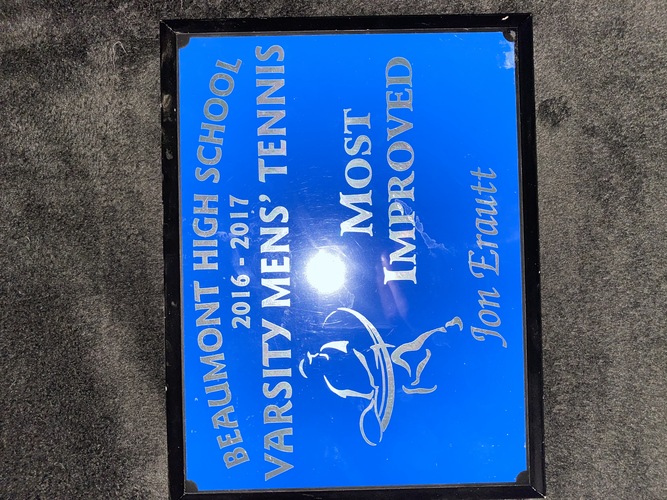 BEAUMONT HIGH SCHOOL
2016 - 2017
VARSITY MENS' TENNIS
MOST
IMPROVED
Jon Erautt